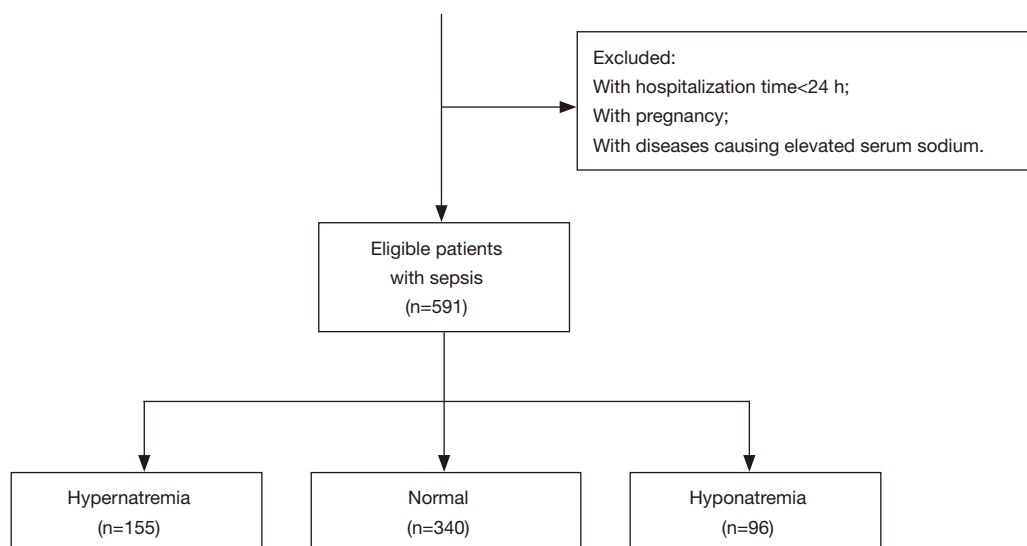 Excluded:
With hospitalization time<24 h;
With pregnancy;
With diseases causing elevated serum sodium.
Eligible patients
with sepsis
(n=591)
Hypernatremia
(n=155)
Normal
(n=340)
Hyponatremia
(n=96)